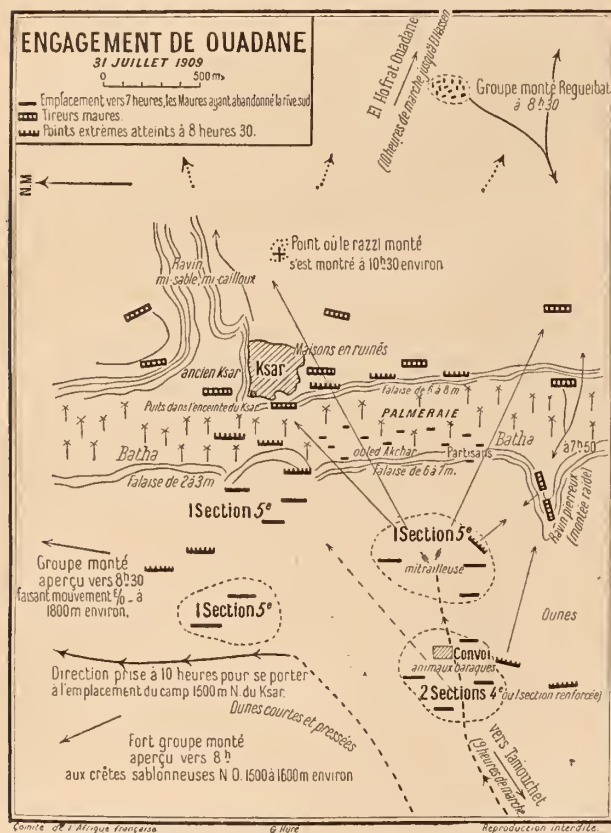 ENGAGEMENT DE OUADANE
31 JUILLET 1909
0 500 ms
Emplacement vers 7 heures, les Maures ayant abandonné la rive sud.
Tireurs maures.
Points extrêmes atteints à 8 heures 30.
El Hofrat Ouadane
(10 heures de marche jusqu'à El Hassen)
Groupe monté Regueibat
à 8h30
N.M
Point où le razzi monté
s'est montré à 10h30 environ.
Ravin
mi-sable, mi-cailloux
Ksar
Maisons en ruines
ancien Ksar
falaise de 6 à 8 m
Puits dans l'enceinte du Ksar
PALMERAIE
Batha
Batha
à 7h50
oulled Akchar
Partisans
falaise de 2 à 3 m
falaise de 6 à 7 m.
Ravin pierreux
(montée raide)
1 Section 5e
1 Section 5e
mitrailleuse
Groupe monté
aperçu vers 8h30
faisant mouvement E/O à
1800m environ.
1 Section 5e
Dunes
Convoi
animaux baraqués
2 Sections 4e (ou 1 section renforcée)
Direction prise à 10 heures pour se porter
à l'emplacement du camp 1500 m N. du Ksar.
Dunes courtes et pressées
Fort groupe monté
aperçu vers 8h
aux crêtes sablonneuses N O. 1500 à 1600 m environ
vers Tamouchet
(9 heures de marche)
Comité de l'Afrique française
G Huré
Reproduction interdite.